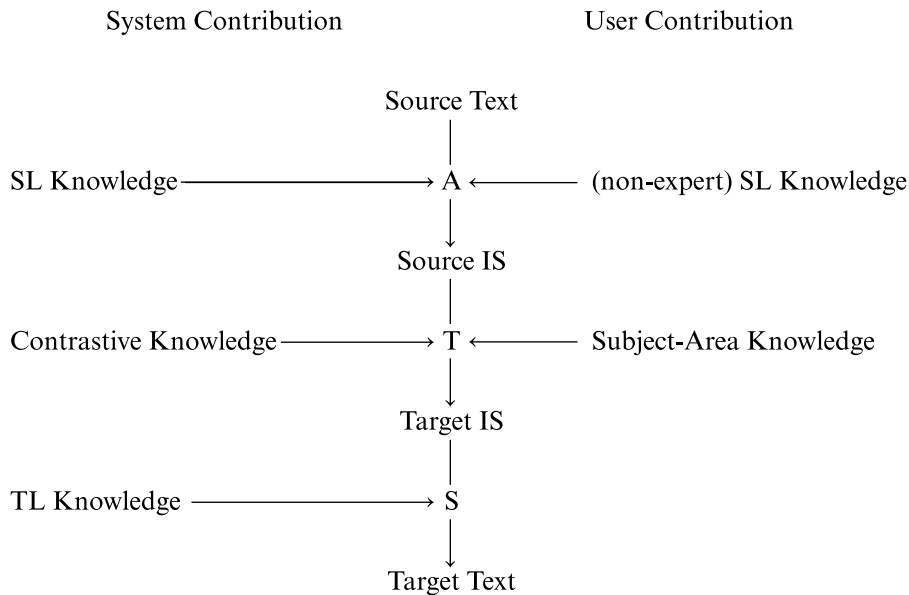 System Contribution User Contribution
Source Text
SL Knowledge A (non-expert) SL Knowledge
Source IS
Contrastive Knowledge T Subject-Area Knowledge
Target IS
TL Knowledge S
Target Text